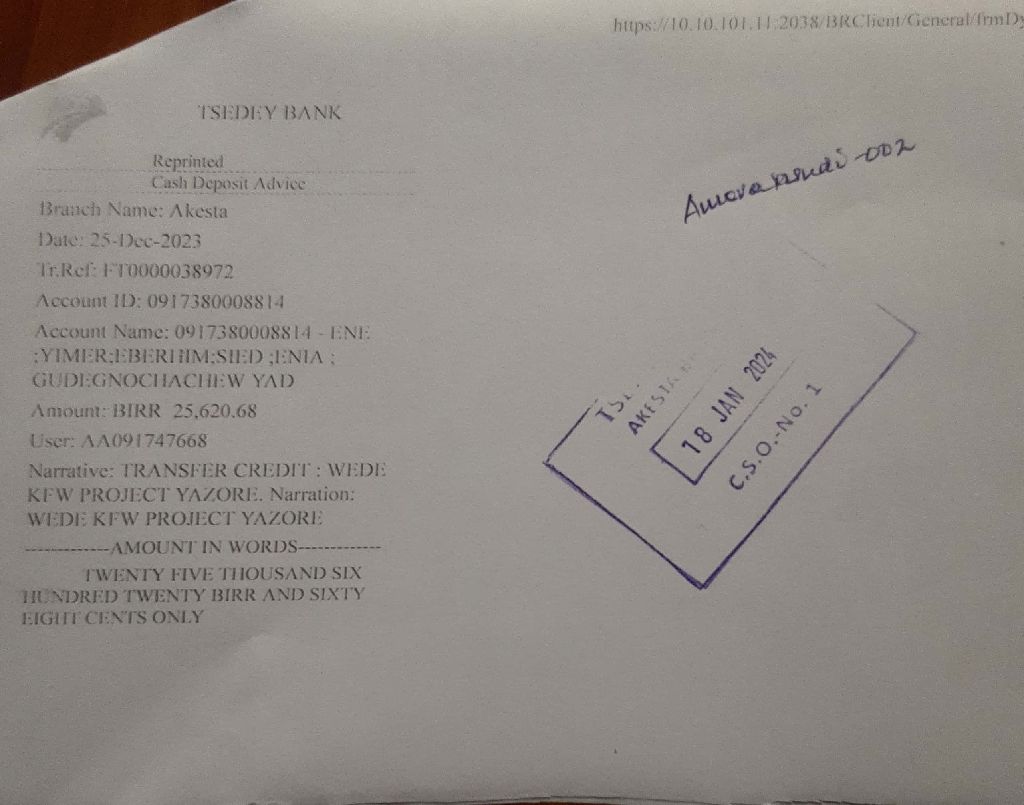 https://10.10.101.11:2038/BRClient/General/frmDy
TSEDEY BANK
Reprinted
Cash Deposit Advice
Branch Name: Akesta
Date: 25-Dec-2023
Tr.Ref: FT0000038972
Account ID: 0917380008814
Account Name: 0917380008814 - ENE
;YIMER;EBERHIM;SIED ;ENIA ;
GUDEGNOCHACHEW YAD
Amount: BIRR 25,620.68
User: AA091747668
Narrative: TRANSFER CREDIT : WEDE
KFW PROJECT YAZORE. Narration:
WEDE KFW PROJECT YAZORE
-------------AMOUNT IN WORDS-------------
TWENTY FIVE THOUSAND SIX
HUNDRED TWENTY BIRR AND SIXTY
EIGHT CENTS ONLY
-002
AKESTA
18 JAN 2024
C.S.O.-No. 1